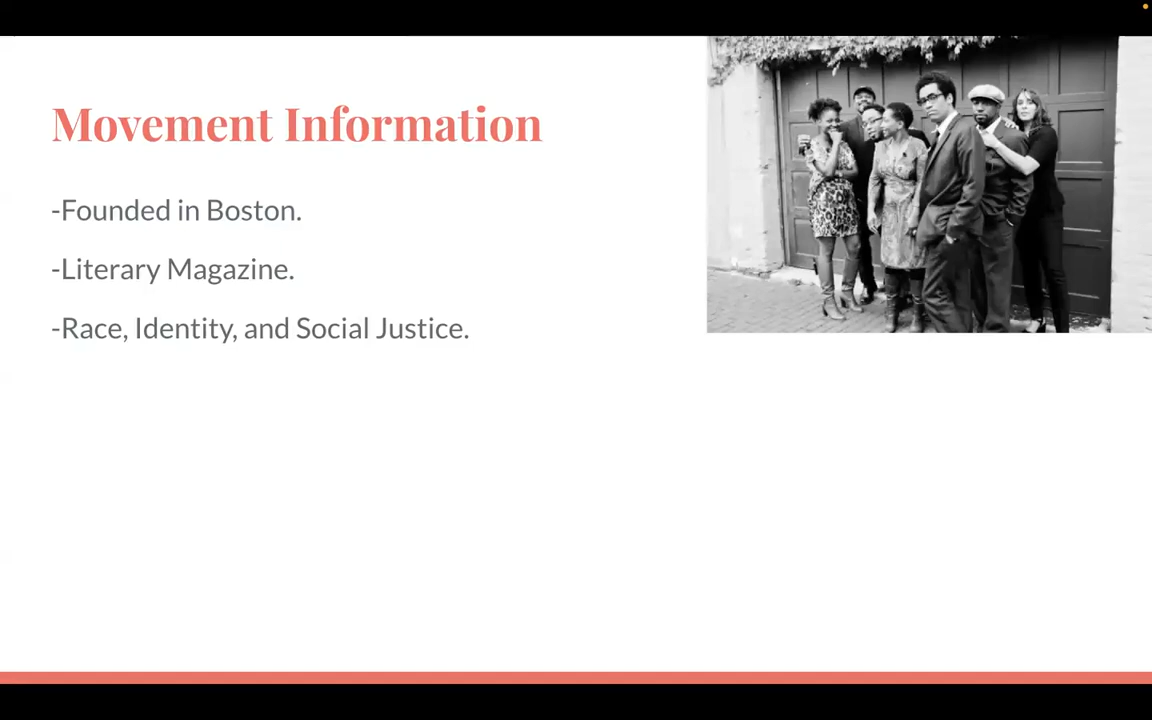 Movement Information
-Founded in Boston.
-Literary Magazine.
-Race, Identity, and Social Justice.